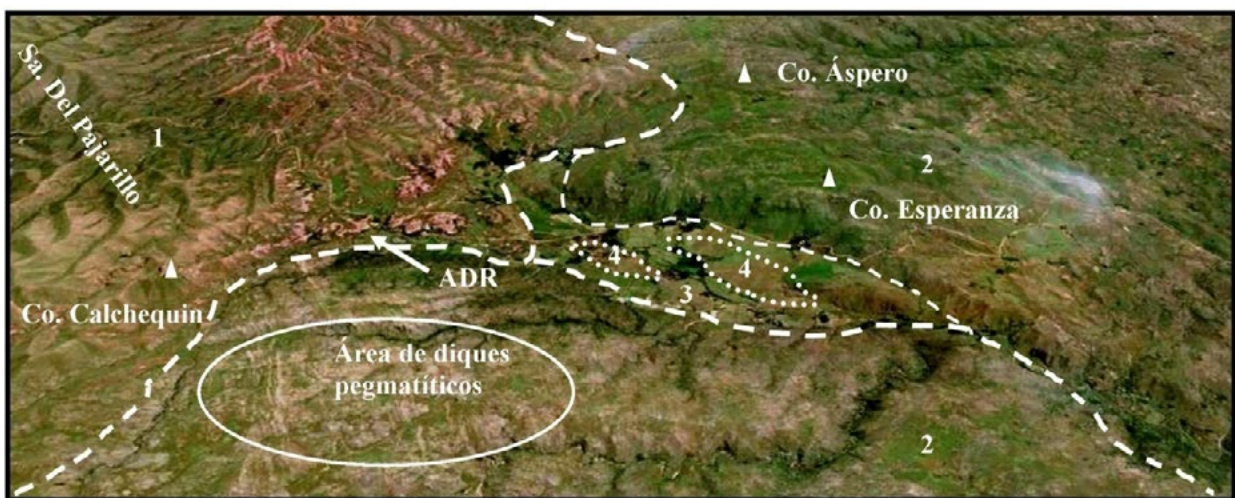 Sa. Del Pajarillo
1
Co. Áspero
2
Co. Esperanza
4
4
3
ADR
Co. Calchequin
Área de diques
pegmatíticos
2